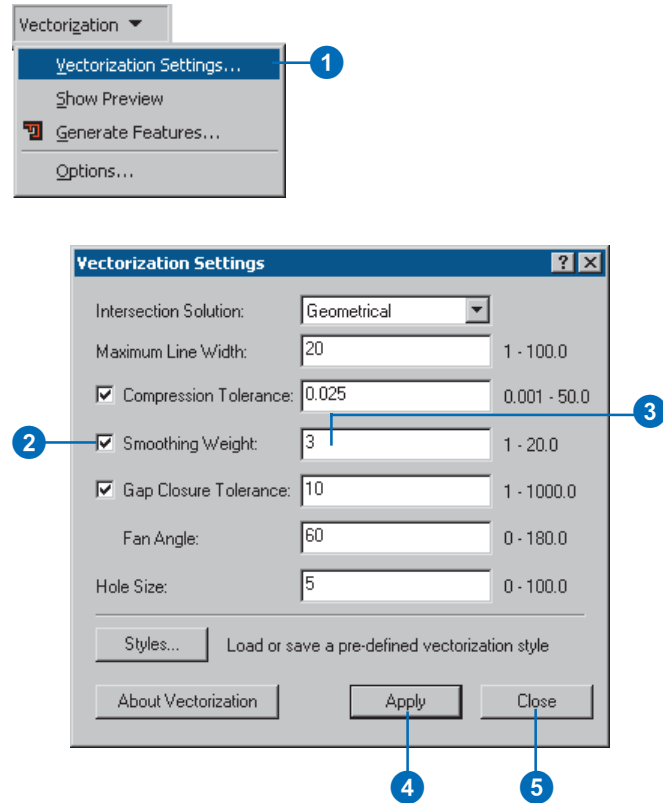 Vectorization
Vectorization Settings...
1
Show Preview
Generate Features...
Options...
Vectorization Settings
?
Intersection Solution: Geometrical
Maximum Line Width: 20 1 - 100.0
Compression Tolerance: 0.025 0.001 - 50.0
3
2 Smoothing Weight: 3 1 - 20.0
Gap Closure Tolerance: 10 1 - 1000.0
Fan Angle: 60 0 - 180.0
Hole Size: 5 0 - 100.0
Styles... Load or save a pre-defined vectorization style
About Vectorization Apply Close
4 5